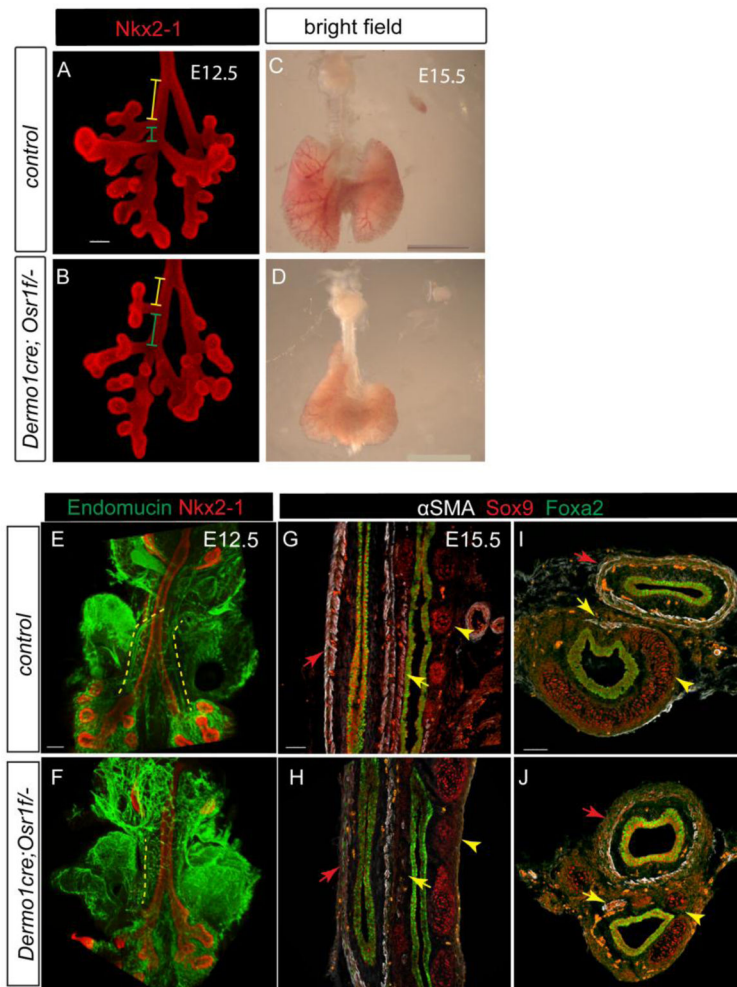 Nkx2-1 bright field
control
A E12.5 C E15.5
Dermo1cre; Osr1f/-
B D
Endomucin Nkx2-1 αSMA Sox9 Foxa2
control
E E12.5 G E15.5 I
Dermo1cre;Osr1f/-
F H J